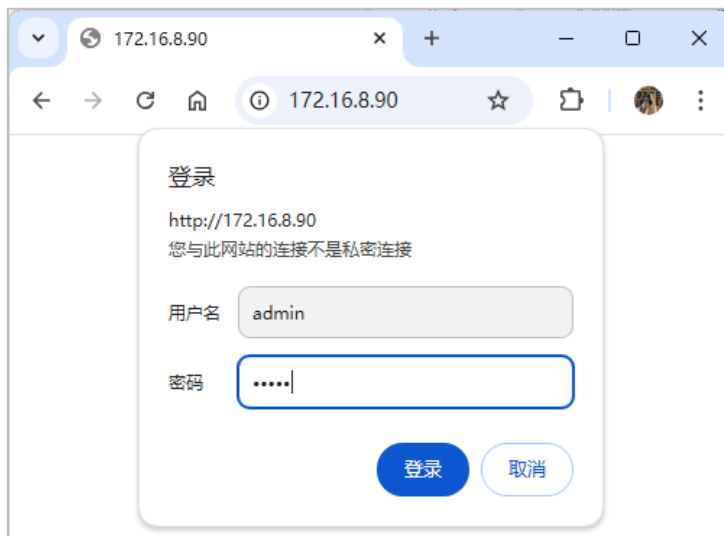 172.16.8.90
172.16.8.90
登录
http://172.16.8.90
您与此网站的连接不是私密连接
用户名 admin
密码 •••••
登录 取消